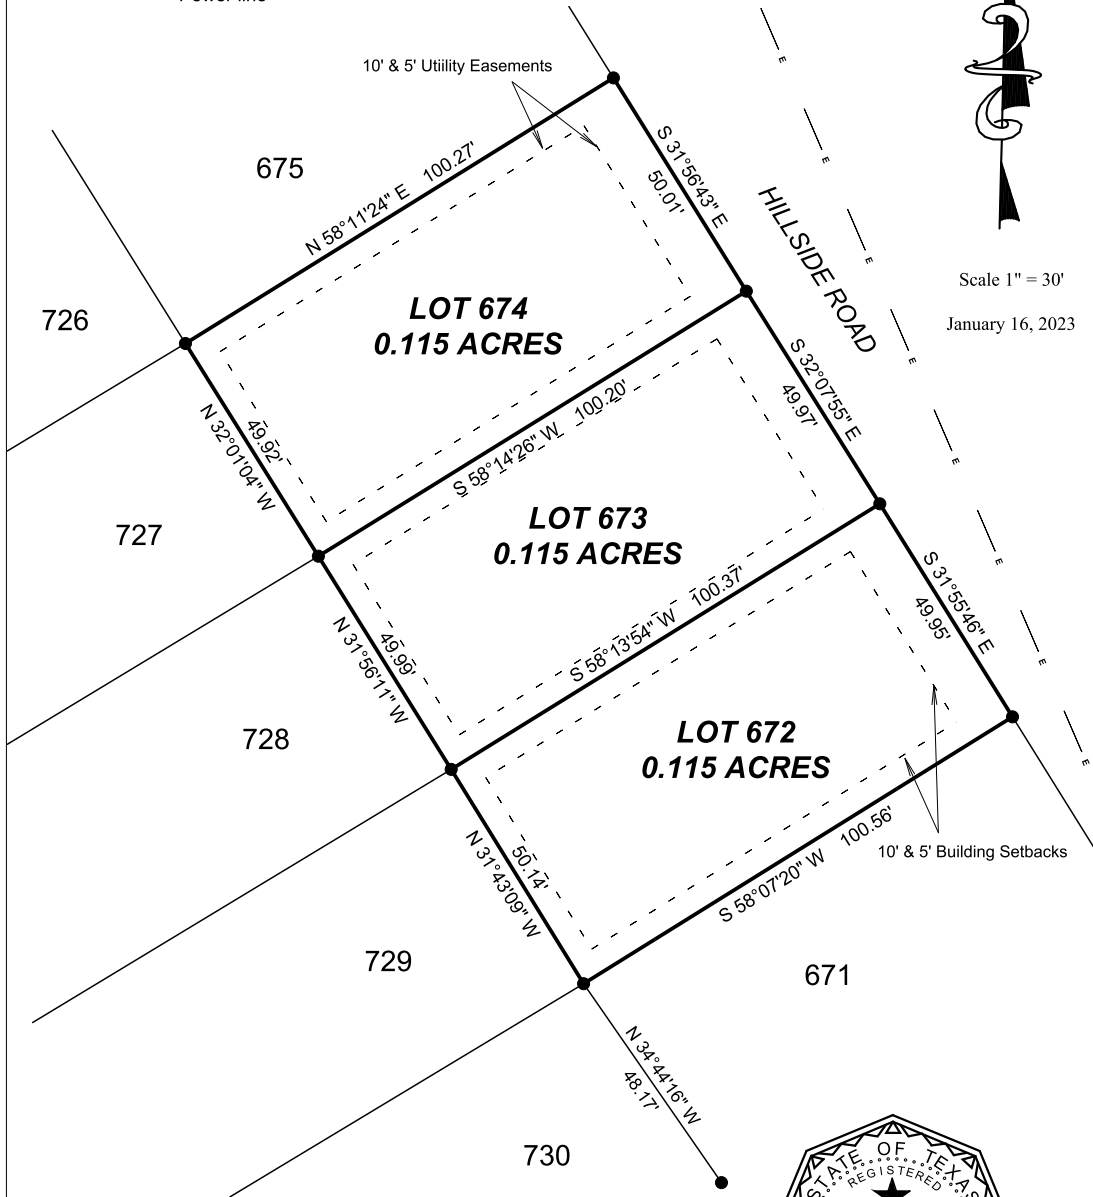 10' & 5' Utiility Easements
675
N 58°11'24" E 100.27'
S 31°56'43" E
50.01'
HILLSIDE ROAD
E
E
E
E
E
E
E
E
Scale 1" = 30'
January 16, 2023
726
LOT 674
0.115 ACRES
N 32°01'04" W
49.92'
S 58°14'26" W 100.20'
S 32°07'55" E
49.97'
727
LOT 673
0.115 ACRES
N 31°56'11" W
49.99'
S 58°13'54" W 100.37'
S 31°55'46" E
49.95'
728
LOT 672
0.115 ACRES
N 31°43'09" W
50.14'
S 58°07'20" W 100.56'
10' & 5' Building Setbacks
729
671
N 34°44'16" W
48.17'
730
STATE OF TEXAS
REGISTERED